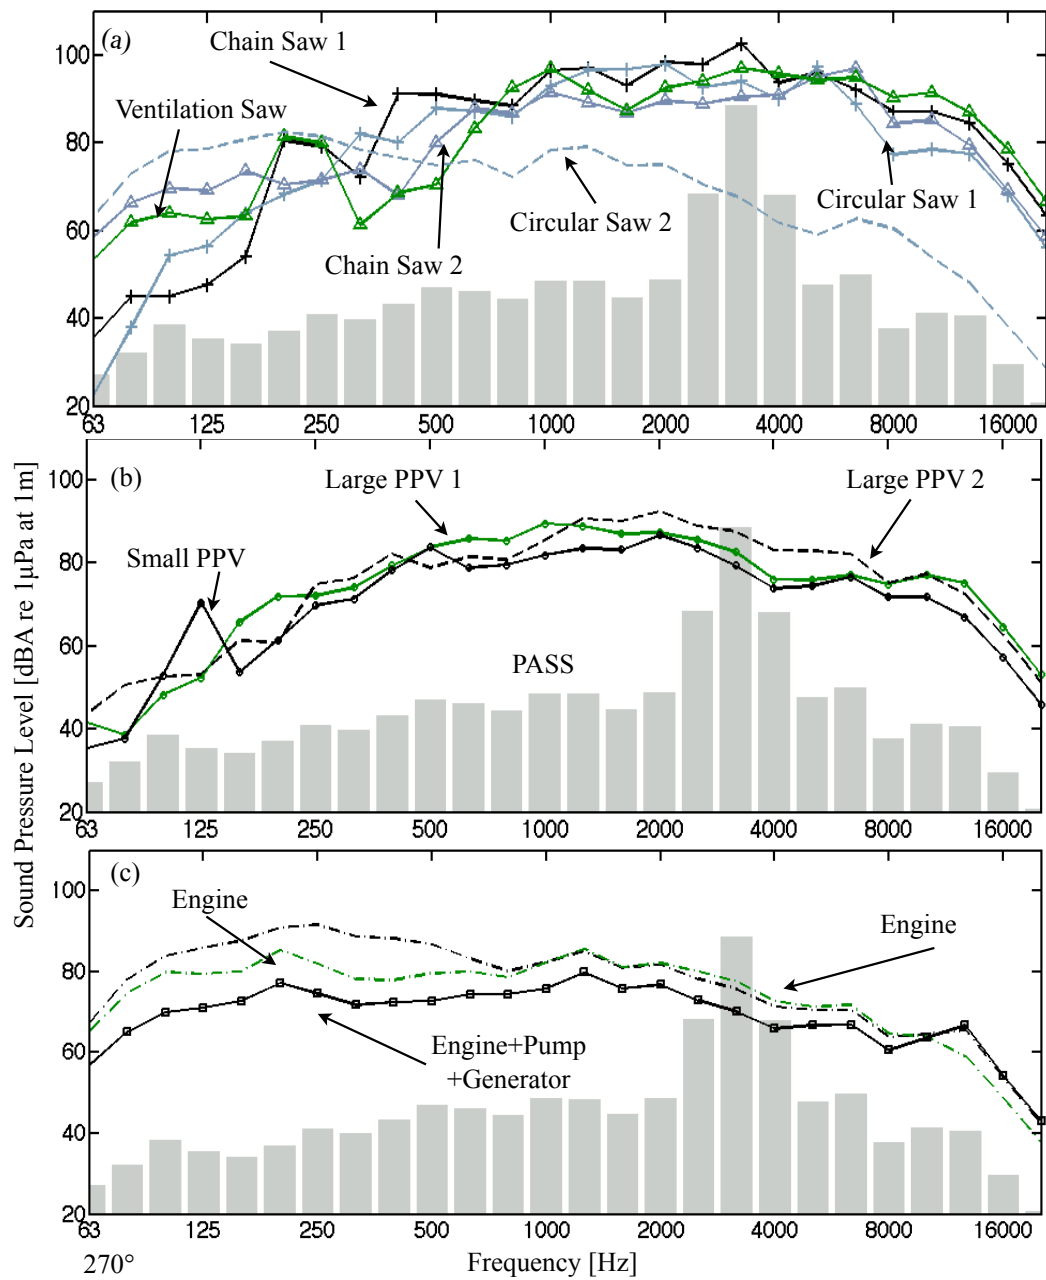 (a)
Chain Saw 1
Ventilation Saw
Chain Saw 2
Circular Saw 2
Circular Saw 1
100
80
60
40
20
63 125 250 500 1000 2000 4000 8000 16000
(b)
Large PPV 1
Large PPV 2
Small PPV
PASS
100
80
60
40
20
63 125 250 500 1000 2000 4000 8000 16000
Sound Pressure Level [dBA re 1µPa at 1m]
(c)
Engine
Engine
Engine+Pump
+Generator
100
80
60
40
20
63 125 250 500 1000 2000 4000 8000 16000
270°
Frequency [Hz]